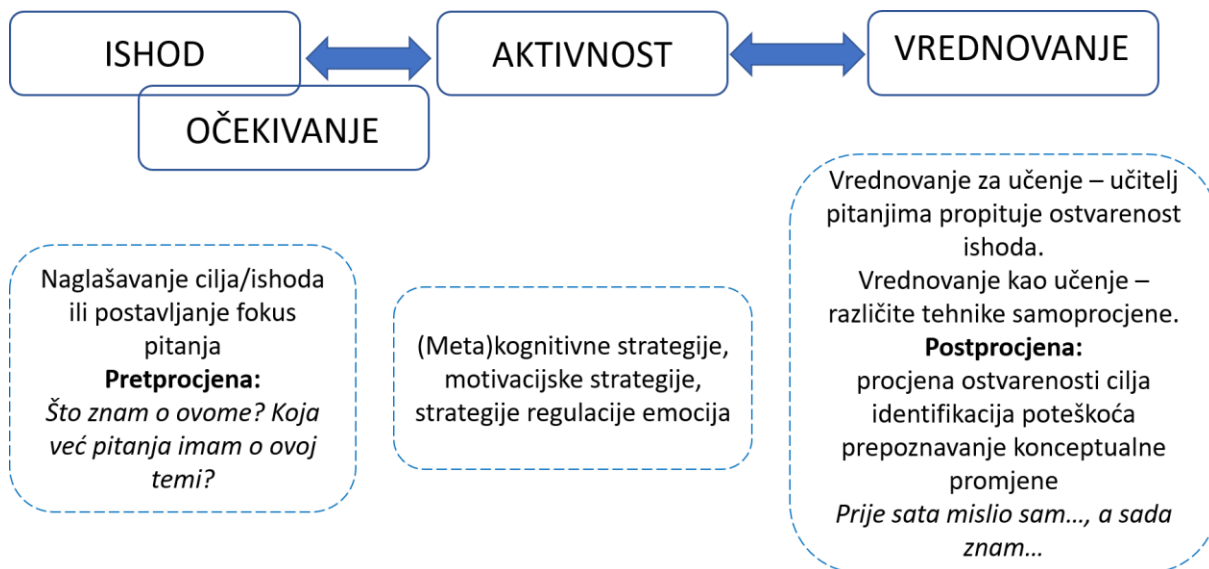 ISHOD
AKTIVNOST
VREDNOVANJE
OČEKIVANJE
Naglašavanje cilja/ishoda
ili postavljanje fokus
pitanja
Pretprocjena:
Što znam o ovome? Koja
već pitanja imam o ovoj
temi?
(Meta)kognitivne strategije,
motivacijske strategije,
strategije regulacije emocija
Vrednovanje za učenje – učitelj
pitanjima propituje ostvarenost
ishoda.
Vrednovanje kao učenje –
različite tehnike samoprocjene.
Postprocjena:
procjena ostvarenosti cilja
identifikacija poteškoća
prepoznavanje konceptualne
promjene
Prije sata mislio sam…, a sada
znam…